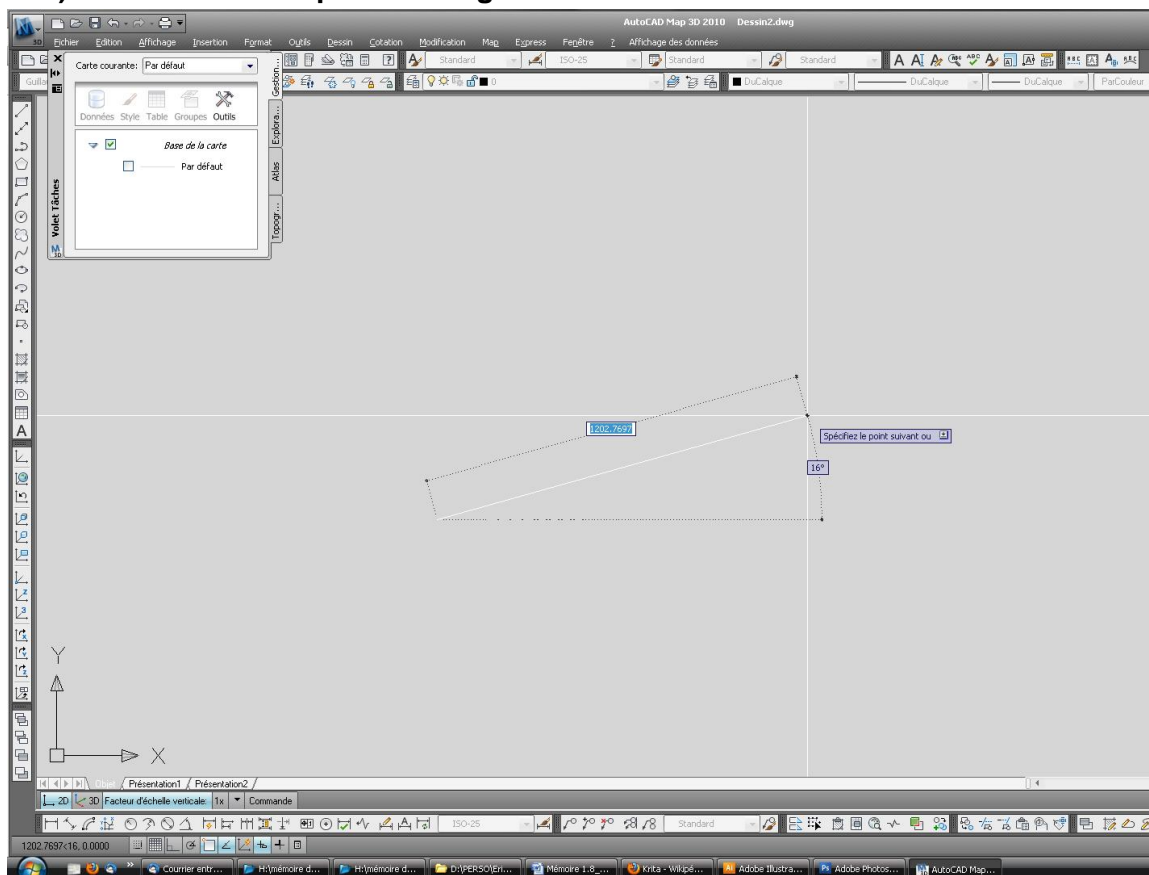 AutoCAD Map 3D 2010 Dessin2.dwg
Fichier Edition Affichage Insertion Format Outils Dessin Cotation Modification Map Express Fenêtre ? Affichage des données
Carte courante: Par défaut
Standard ISO-25 Standard Standard
0 DuCalque DuCalque DuCalque ParCouleur
Données Style Table Groupes Outils
Base de la carte
Par défaut
Volet Tâches
Gestion...
Explora...
Atlas
Topogr...
1202.7697
Spécifiez le point suivant ou
16°
Y
X
Objet Présentation1 Présentation2
2D 3D Facteur d'échelle verticale: 1x Commande
ISO-25 Standard
1202.7697<16, 0.0000
Courrier entr... H:\mémoire d... H:\mémoire d... D:\PERSO\Eri... Mémoire 1.8_... Krita - Wikipé... Adobe Illustra... Adobe Photos... AutoCAD Map...